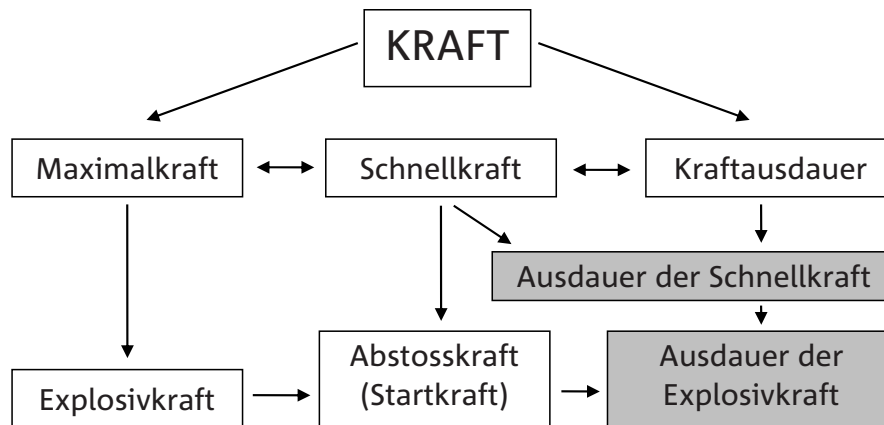 KRAFT
Maximalkraft
Schnellkraft
Kraftausdauer
Ausdauer der Schnellkraft
Explosivkraft
Abstosskraft
(Startkraft)
Ausdauer der
Explosivkraft